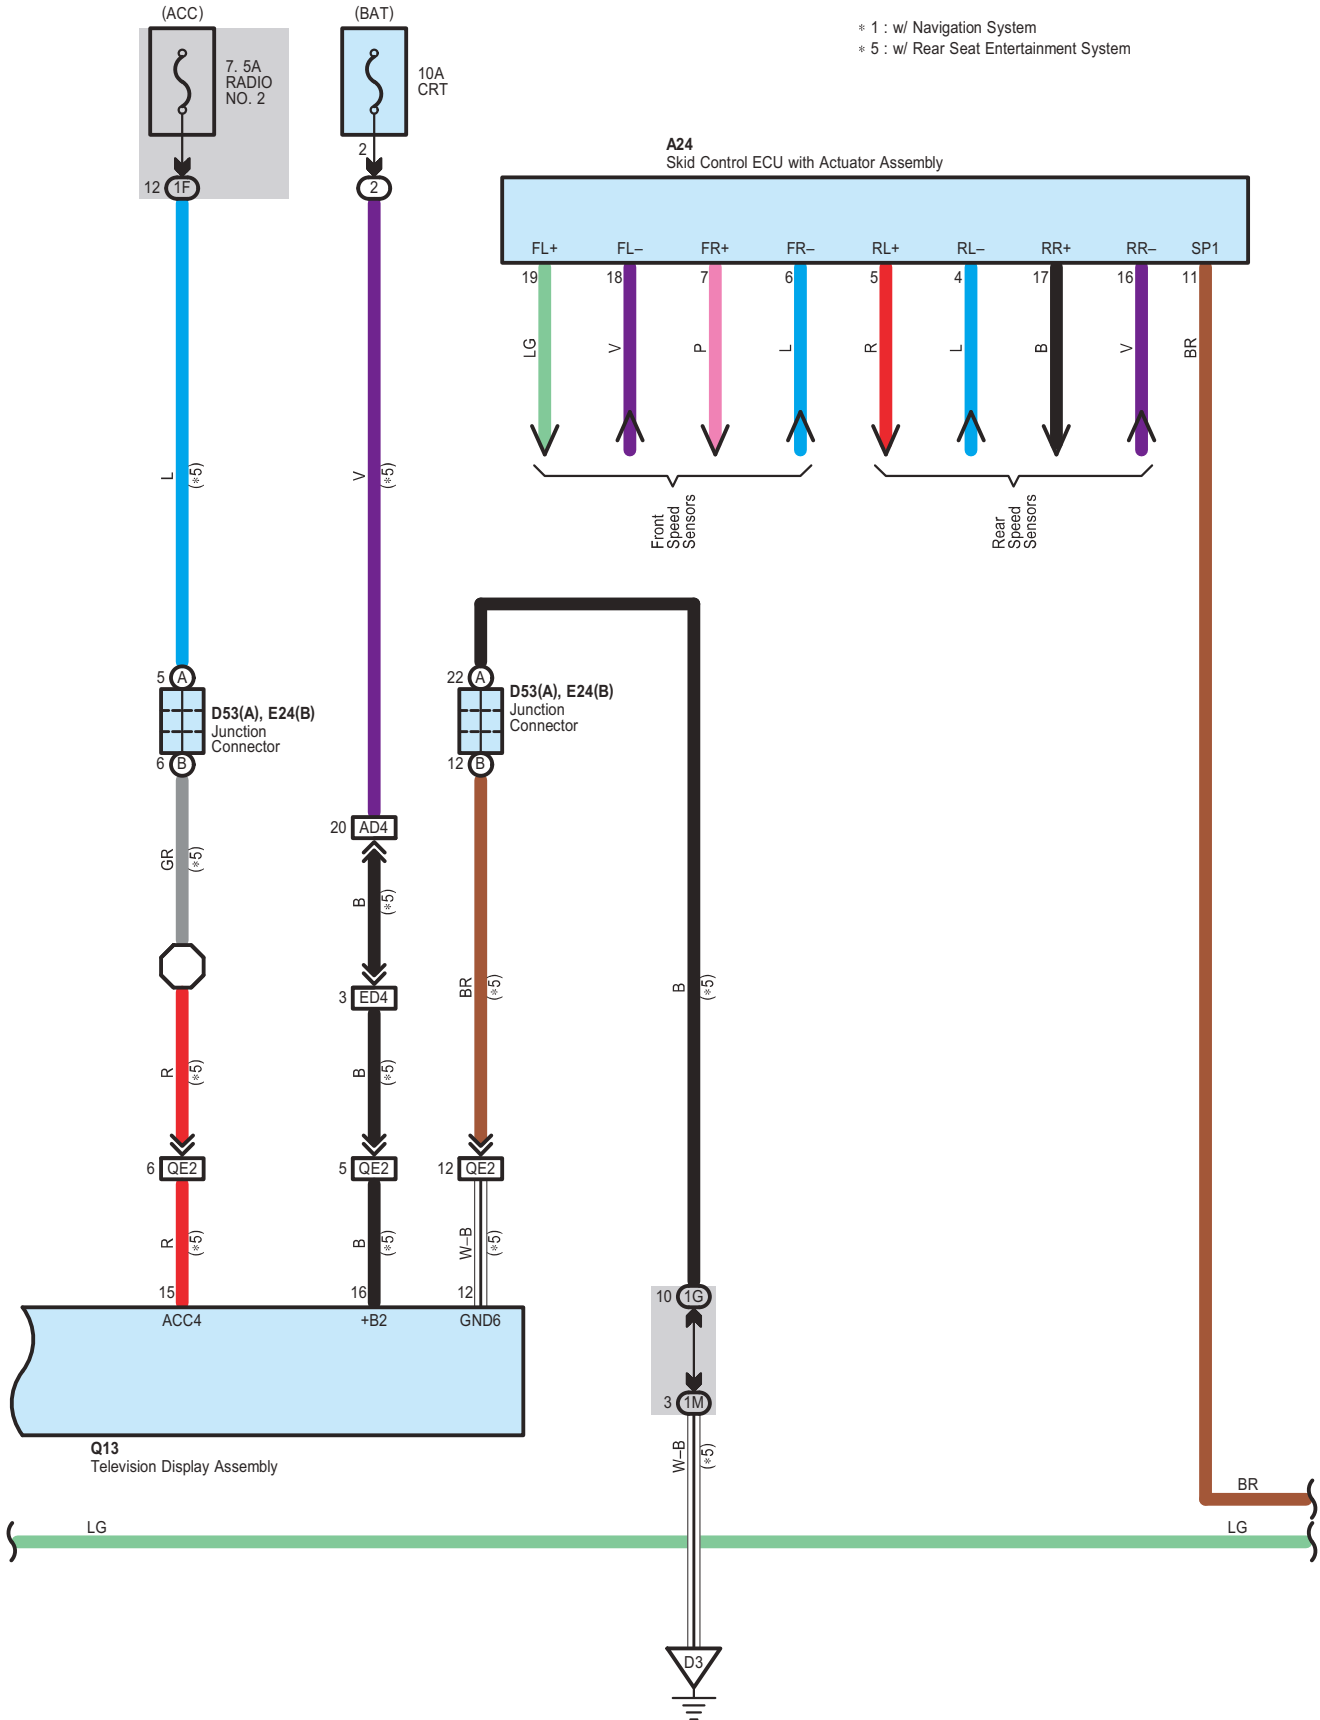 (ACC)
(BAT)
∗ 1 : w/ Navigation System
∗ 5 : w/ Rear Seat Entertainment System
7. 5A
RADIO
NO. 2
10A
CRT
2
12 1F
2
A24
Skid Control ECU with Actuator Assembly
FL+ FL– FR+ FR– RL+ RL– RR+ RR– SP1
19 18 7 6 5 4 17 16 11
LG V P L R L B V BR
Front
Speed
Sensors
Rear
Speed
Sensors
L (∗5)
V (∗5)
5 A
D53(A), E24(B)
Junction
Connector
6 B
22 A
D53(A), E24(B)
Junction
Connector
12 B
20 AD4
GR (∗5)
B (∗5)
BR (∗5)
B (∗5)
3 ED4
R (∗5)
B (∗5)
6 QE2
5 QE2
12 QE2
R (∗5)
B (∗5)
W–B (∗5)
15 16 12
ACC4 +B2 GND6
10 1G
3 1M
Q13
Television Display Assembly
W–B (∗5)
BR
LG
LG
D3